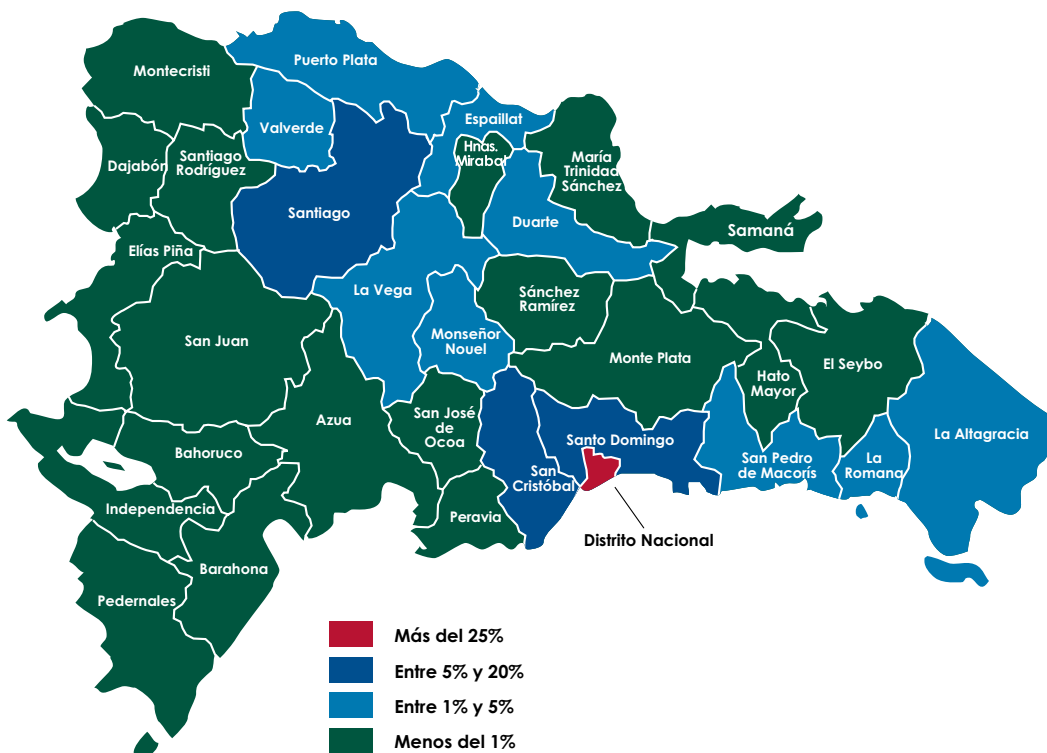 Puerto Plata
Montecristi
Espaillat
Valverde
Hnas.
Mirabal
Dajabón
Santiago
Rodríguez
María
Trinidad
Sánchez
Santiago
Duarte
Samaná
Elías Piña
La Vega
Sánchez
Ramírez
San Juan
Monseñor
Nouel
Monte Plata
El Seybo
Hato
Mayor
Azua
San José
de
Ocoa
Santo Domingo
La Altagracia
Bahoruco
San
Cristóbal
San Pedro
de Macorís
La
Romana
Independencia
Peravia
Distrito Nacional
Barahona
Pedernales
Más del 25%
Entre 5% y 20%
Entre 1% y 5%
Menos del 1%